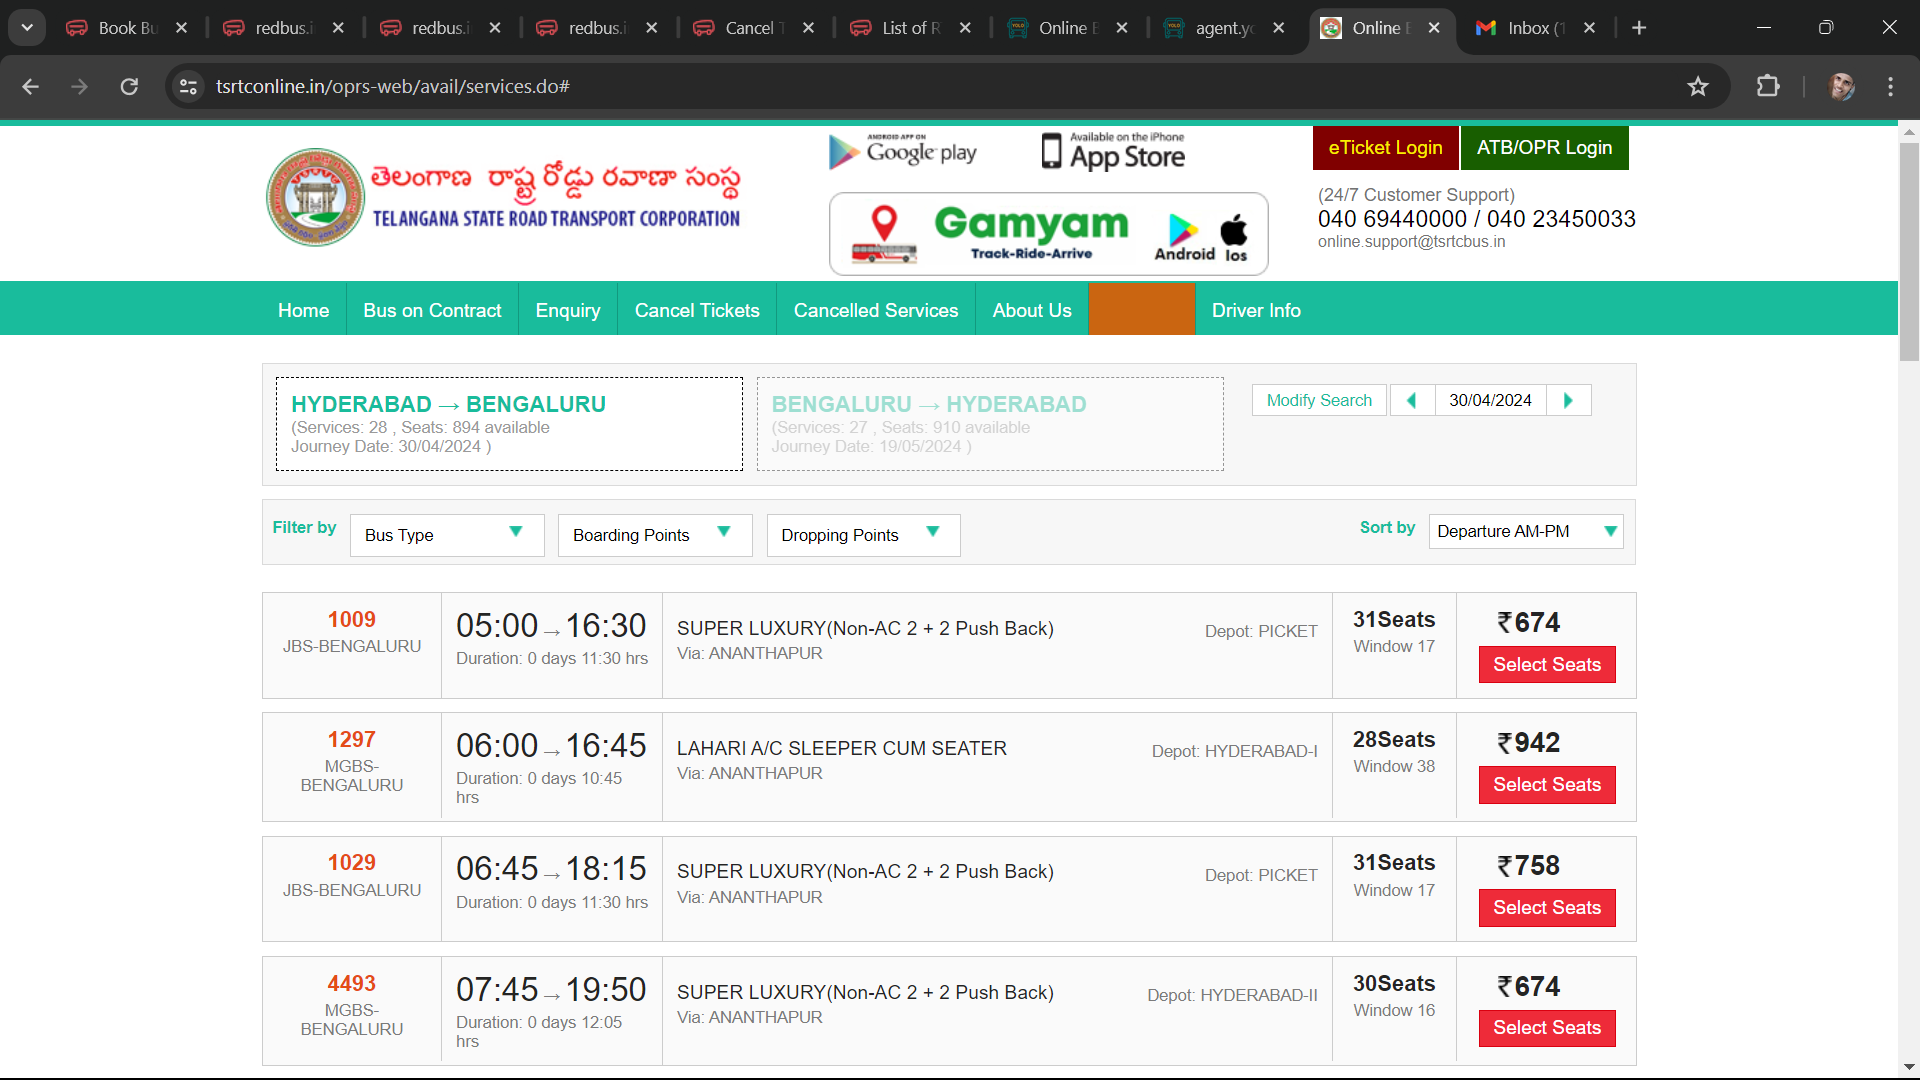 Book Bu
redbus.i
redbus.i
redbus.i
Cancel T
List of R
Online B
agent.yo
Online B
Inbox (1
tsrtconline.in/oprs-web/avail/services.do#
తెలంగాణ రాష్ట్ర రోడ్డు రవాణా సంస్థ
TELANGANA STATE ROAD TRANSPORT CORPORATION
ANDROID APP ON
Google play
Available on the iPhone
App Store
Gamyam
Track-Ride-Arrive
Android Ios
eTicket Login
ATB/OPR Login
(24/7 Customer Support)
040 69440000 / 040 23450033
online.support@tsrtcbus.in
Home
Bus on Contract
Enquiry
Cancel Tickets
Cancelled Services
About Us
Driver Info
HYDERABAD → BENGALURU
(Services: 28 , Seats: 894 available
Journey Date: 30/04/2024 )
BENGALURU → HYDERABAD
(Services: 27 , Seats: 910 available
Journey Date: 19/05/2024 )
Modify Search
30/04/2024
Filter by
Bus Type
Boarding Points
Dropping Points
Sort by
Departure AM-PM
1009
JBS-BENGALURU
05:00→16:30
Duration: 0 days 11:30 hrs
SUPER LUXURY(Non-AC 2 + 2 Push Back)
Via: ANANTHAPUR
Depot: PICKET
31Seats
Window 17
₹674
Select Seats
1297
MGBS-
BENGALURU
06:00→16:45
Duration: 0 days 10:45
hrs
LAHARI A/C SLEEPER CUM SEATER
Via: ANANTHAPUR
Depot: HYDERABAD-I
28Seats
Window 38
₹942
Select Seats
1029
JBS-BENGALURU
06:45→18:15
Duration: 0 days 11:30 hrs
SUPER LUXURY(Non-AC 2 + 2 Push Back)
Via: ANANTHAPUR
Depot: PICKET
31Seats
Window 17
₹758
Select Seats
4493
MGBS-
BENGALURU
07:45→19:50
Duration: 0 days 12:05
hrs
SUPER LUXURY(Non-AC 2 + 2 Push Back)
Via: ANANTHAPUR
Depot: HYDERABAD-II
30Seats
Window 16
₹674
Select Seats